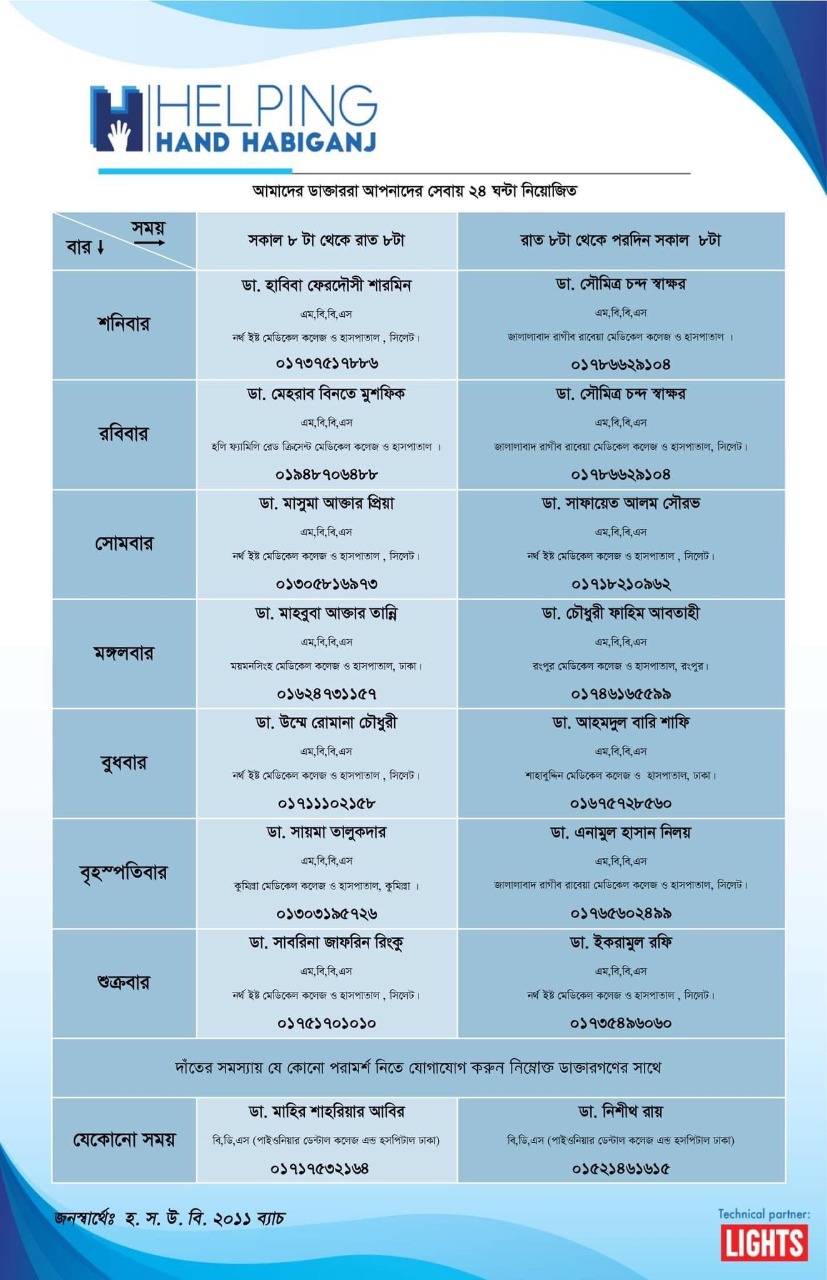 HELPING
HAND HABIGANJ
আমাদের ডাক্তাররা আপনাদের সেবায় ২৪ ঘন্টা নিয়োজিত
সময়
বার
সকাল ৮ টা থেকে রাত ৮টা
রাত ৮টা থেকে পরদিন সকাল ৮টা
শনিবার
ডা. হাবিবা ফেরদৌসী শারমিন
এম,বি,বি,এস
নর্থ ইষ্ট মেডিকেল কলেজ ও হাসপাতাল , সিলেট।
০১৭৩৭৫১৭৮৮৬
ডা. সৌমিত্র চন্দ স্বাক্ষর
এম,বি,বি,এস
জালালাবাদ রাগীব রাবেয়া মেডিকেল কলেজ ও হাসপাতাল ।
০১৭৮৬৬২৯১০৪
রবিবার
ডা. মেহরাব বিনতে মুশফিক
এম,বি,বি,এস
হলি ফ্যামিলি রেড ক্রিসেন্ট মেডিকেল কলেজ ও হাসপাতাল ।
০১৯৪৮৭০৬৪৮৮
ডা. সৌমিত্র চন্দ স্বাক্ষর
এম,বি,বি,এস
জালালাবাদ রাগীব রাবেয়া মেডিকেল কলেজ ও হাসপাতাল, সিলেট।
০১৭৮৬৬২৯১০৪
সোমবার
ডা. মাসুমা আক্তার প্রিয়া
এম,বি,বি,এস
নর্থ ইষ্ট মেডিকেল কলেজ ও হাসপাতাল , সিলেট।
০১৩০৫৮১৬৯৭৩
ডা. সাফায়েত আলম সৌরভ
এম,বি,বি,এস
নর্থ ইষ্ট মেডিকেল কলেজ ও হাসপাতাল , সিলেট।
০১৭১৮২১০৯৬২
মঙ্গলবার
ডা. মাহবুবা আক্তার তান্নি
এম,বি,বি,এস
ময়মনসিংহ মেডিকেল কলেজ ও হাসপাতাল, ঢাকা।
০১৬২৪৭৩১১৫৭
ডা. চৌধুরী ফাহিম আবতাহী
এম,বি,বি,এস
রংপুর মেডিকেল কলেজ ও হাসপাতাল, রংপুর।
০১৭৪৬১৬৫৫৯৯
বুধবার
ডা. উম্মে রোমানা চৌধুরী
এম,বি,বি,এস
নর্থ ইষ্ট মেডিকেল কলেজ ও হাসপাতাল , সিলেট।
০১৭১১১০২১৫৮
ডা. আহমদুল বারি শাফি
এম,বি,বি,এস
শাহাবুদ্দিন মেডিকেল কলেজ ও হাসপাতাল, ঢাকা।
০১৬৭৫৭২৮৫৬০
বৃহস্পতিবার
ডা. সায়মা তালুকদার
এম,বি,বি,এস
কুমিল্লা মেডিকেল কলেজ ও হাসপাতাল, কুমিল্লা ।
০১৩০৩১৯৫৭২৬
ডা. এনামুল হাসান নিলয়
এম,বি,বি,এস
জালালাবাদ রাগীব রাবেয়া মেডিকেল কলেজ ও হাসপাতাল, সিলেট।
০১৭৬৫৬০২৪৯৯
শুক্রবার
ডা. সাবরিনা জাফরিন রিংকু
এম,বি,বি,এস
নর্থ ইষ্ট মেডিকেল কলেজ ও হাসপাতাল , সিলেট।
০১৭৫১৭০১০১০
ডা. ইকরামুল রফি
এম,বি,বি,এস
নর্থ ইষ্ট মেডিকেল কলেজ ও হাসপাতাল , সিলেট।
০১৭৩৫৪৯৬০৬০
দাঁতের সমস্যায় যে কোনো পরামর্শ নিতে যোগাযোগ করুন নিম্নোক্ত ডাক্তারগণের সাথে
যেকোনো সময়
ডা. মাহির শাহরিয়ার আবির
বি,ডি,এস (পাইওনিয়ার ডেন্টাল কলেজ এন্ড হসপিটাল ঢাকা)
০১৭১৭৫৩২১৬৪
ডা. নিশীথ রায়
বি,ডি,এস (পাইওনিয়ার ডেন্টাল কলেজ এন্ড হসপিটাল ঢাকা)
০১৫২১৪৬১৬১৫
জনস্বার্থেঃ হ. স. উ. বি. ২০১১ ব্যাচ
Technical partner:
LIGHTS